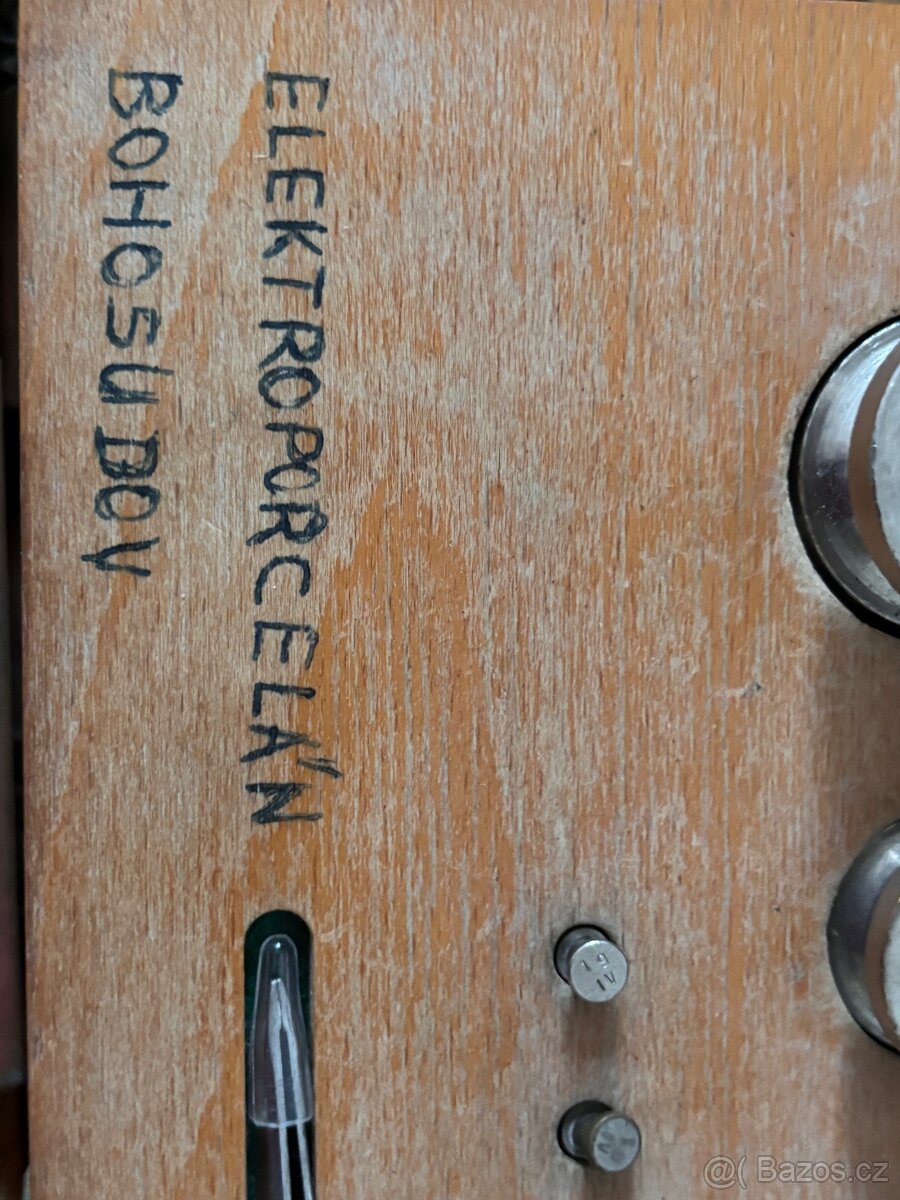 ELEKTROPORCELÁN
BOHOSUDOV
@( Bazos.cz